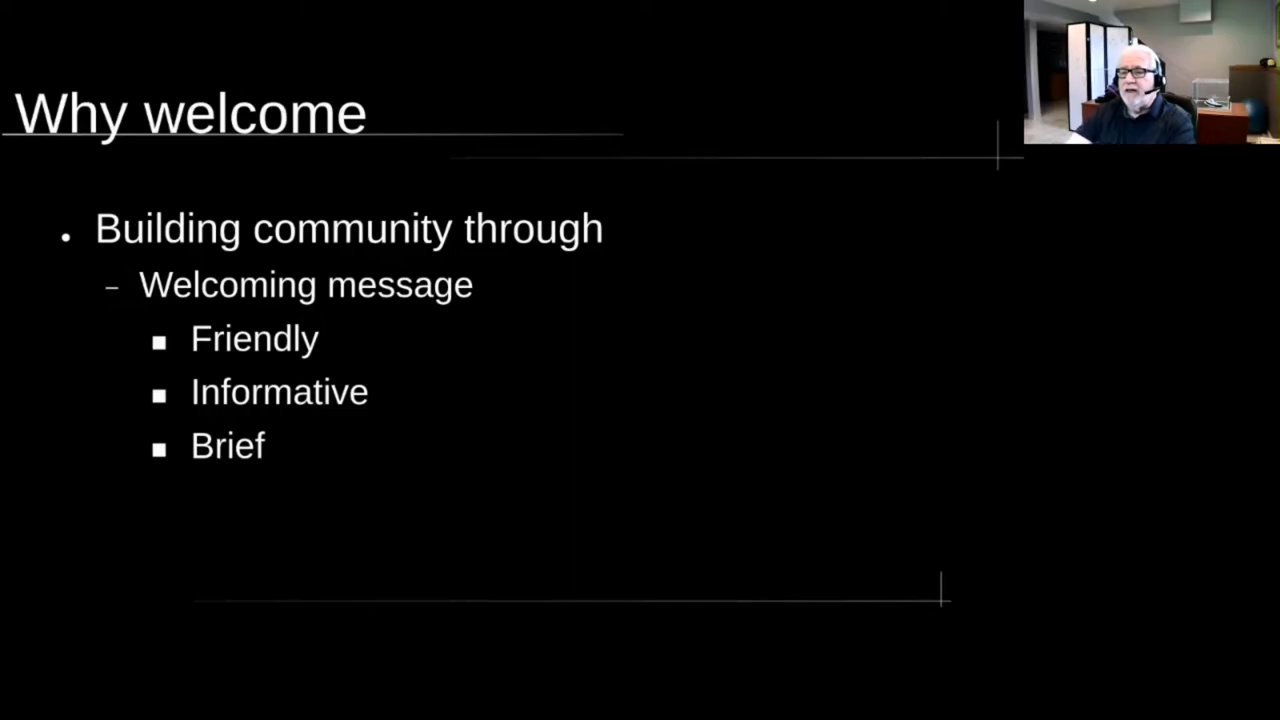 Why welcome
Building community through
Welcoming message
Friendly
Informative
Brief